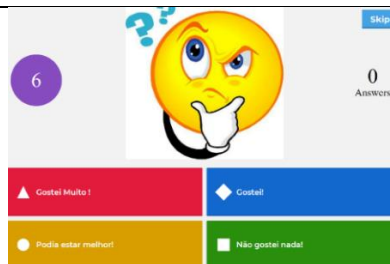 Skip
6
0
Answers
Gostei Muito !
Gostei!
Podia estar melhor!
Não gostei nada!